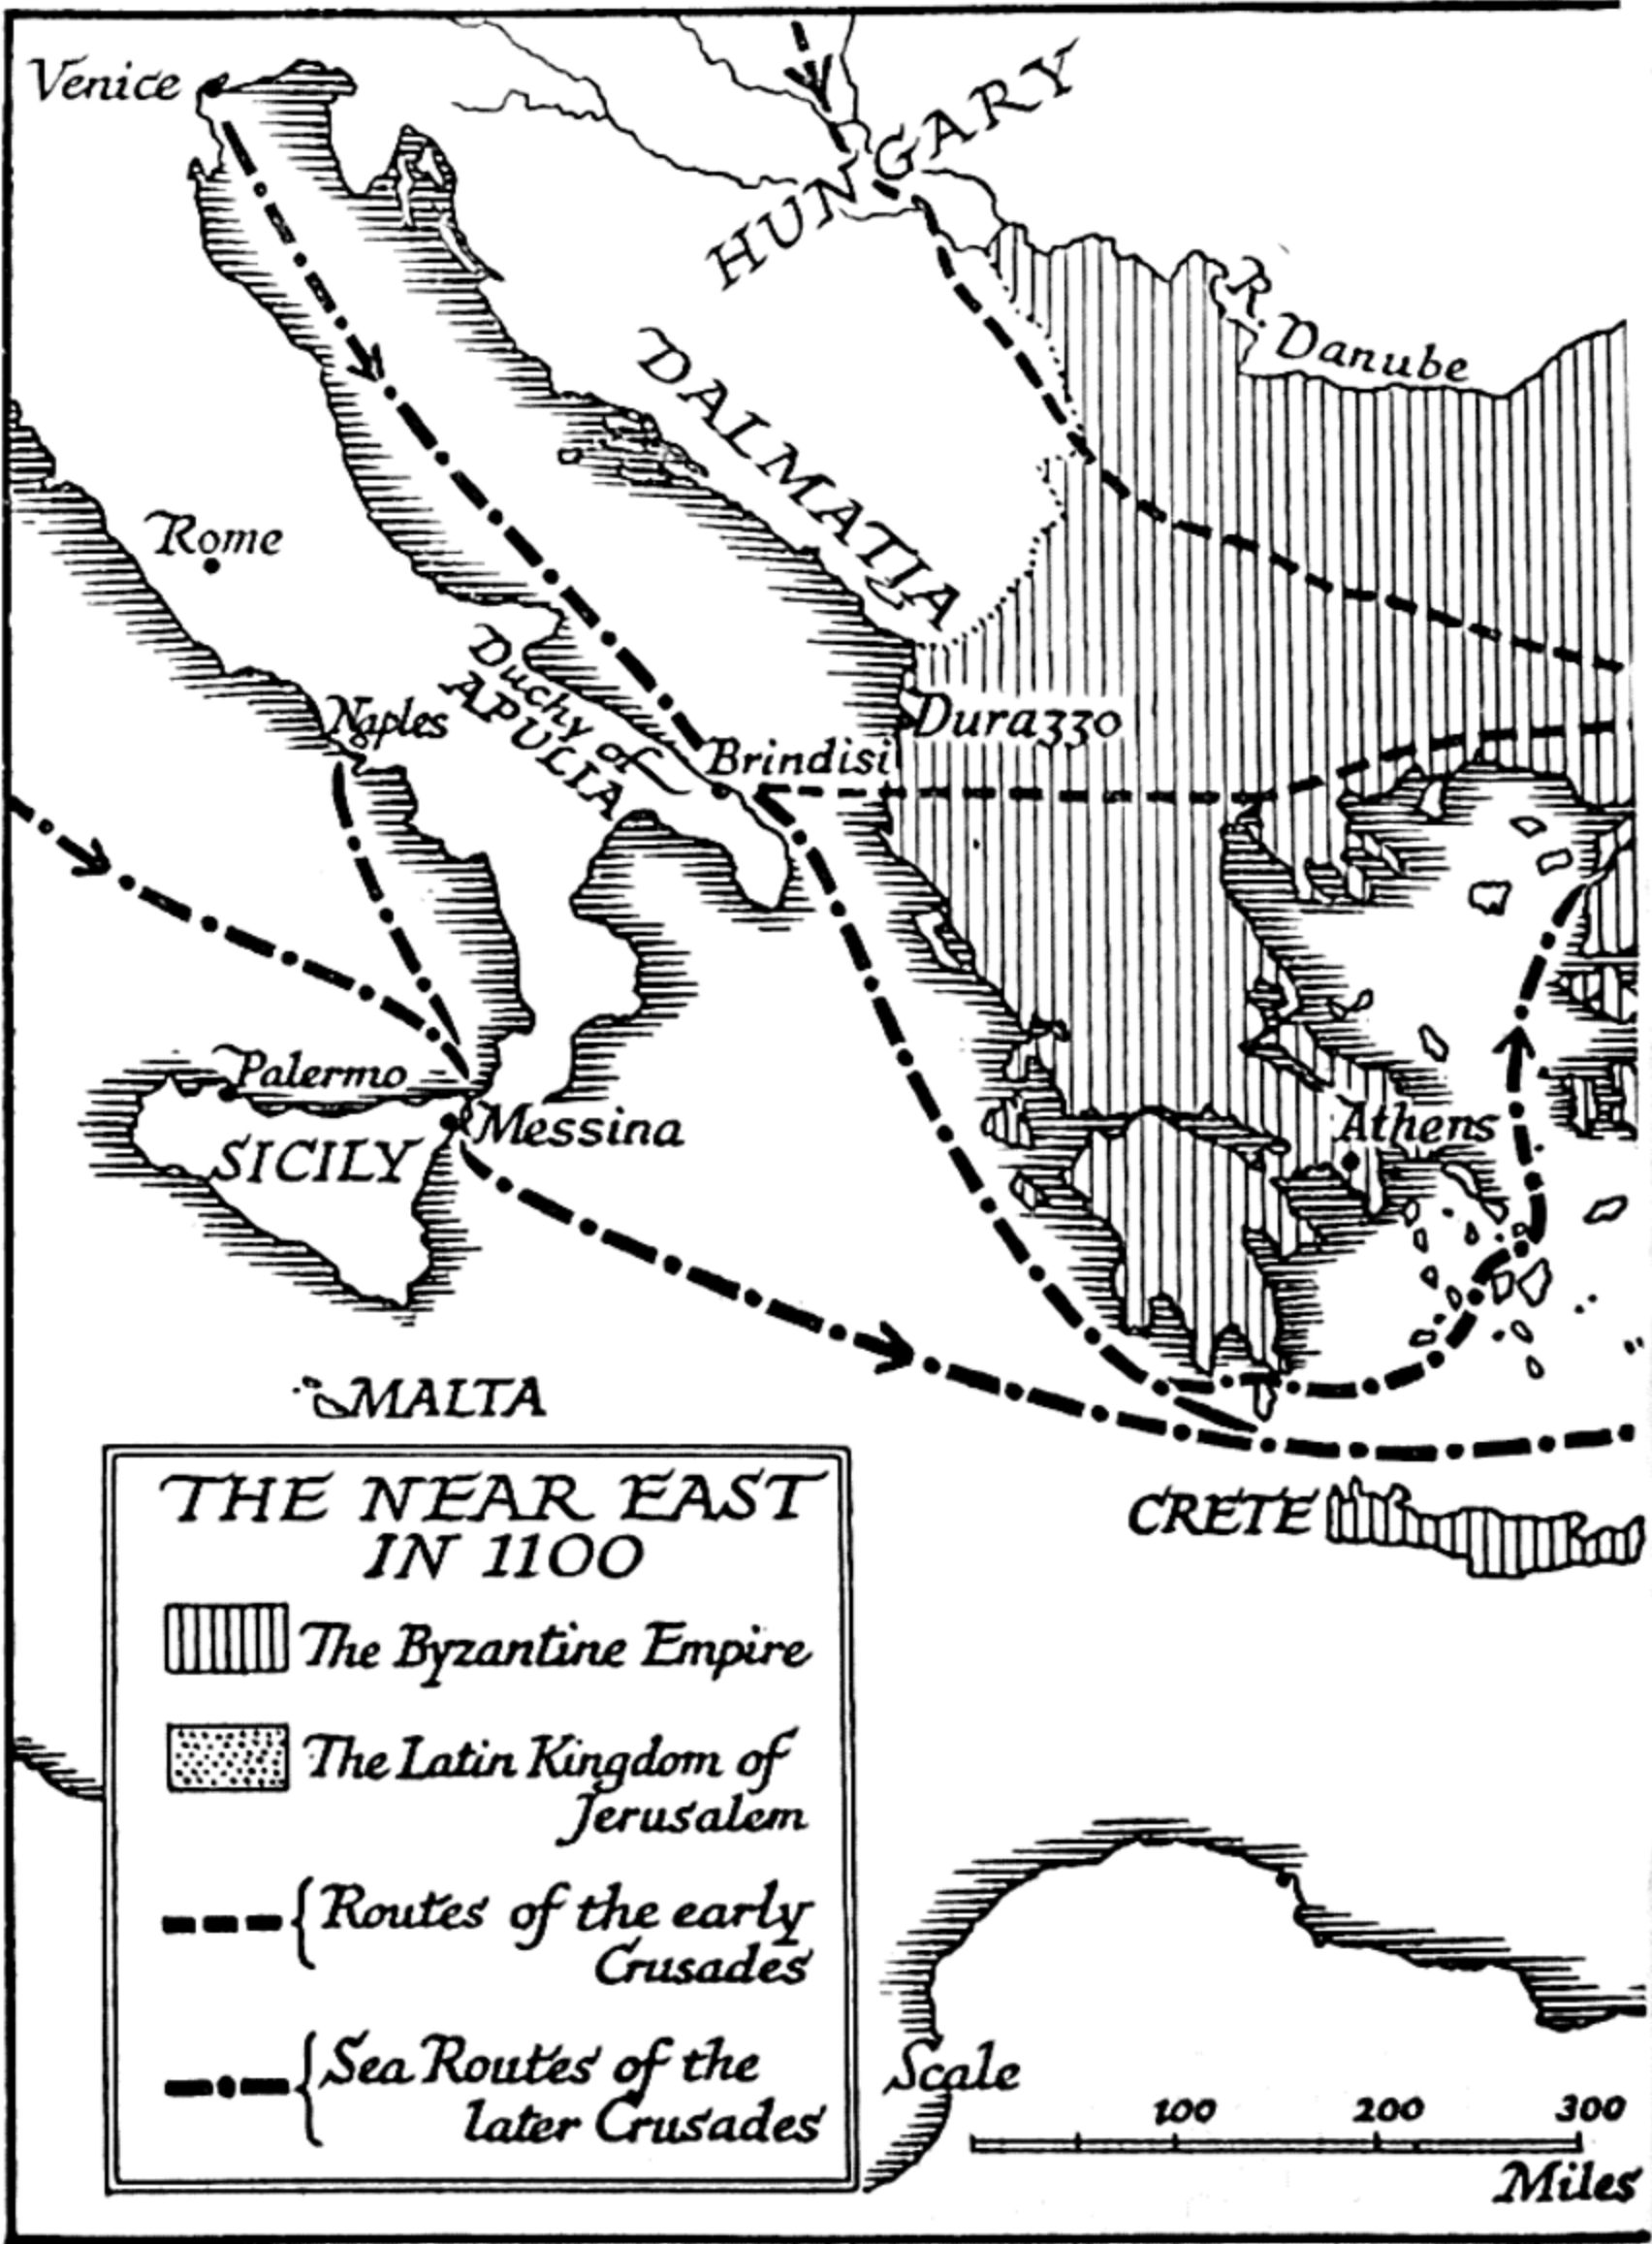 Venice
HUNGARY
R. Danube
DALMATIA
Rome
Naples
Duchy of
APULIA
Brindisi
Durazzo
Palermo
Messina
SICILY
Athens
MALTA
CRETE
THE NEAR EAST
IN 1100
The Byzantine Empire
The Latin Kingdom of
Jerusalem
Routes of the early
Crusades
Sea Routes of the
later Crusades
Scale
100 200 300
Miles